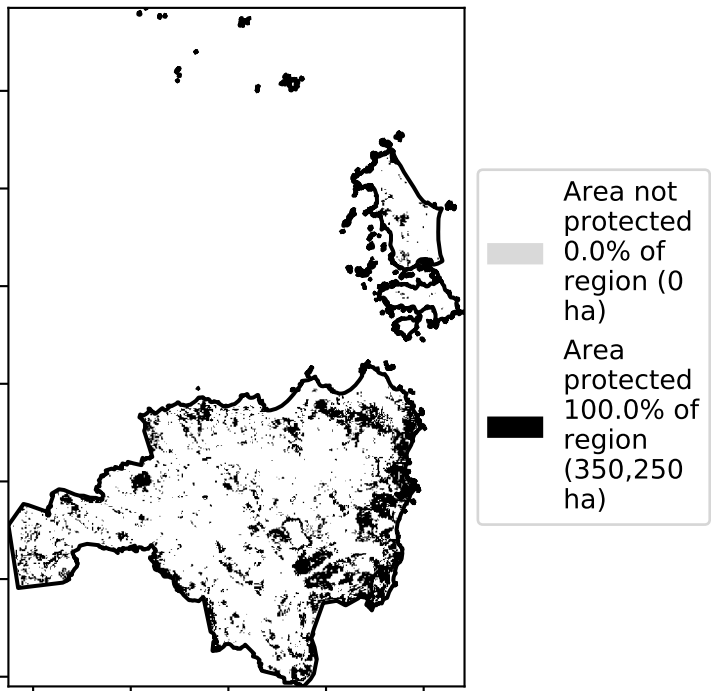 Area not
protected
0.0% of
region (0
ha)
Area
protected
100.0% of
region
(350,250
ha)